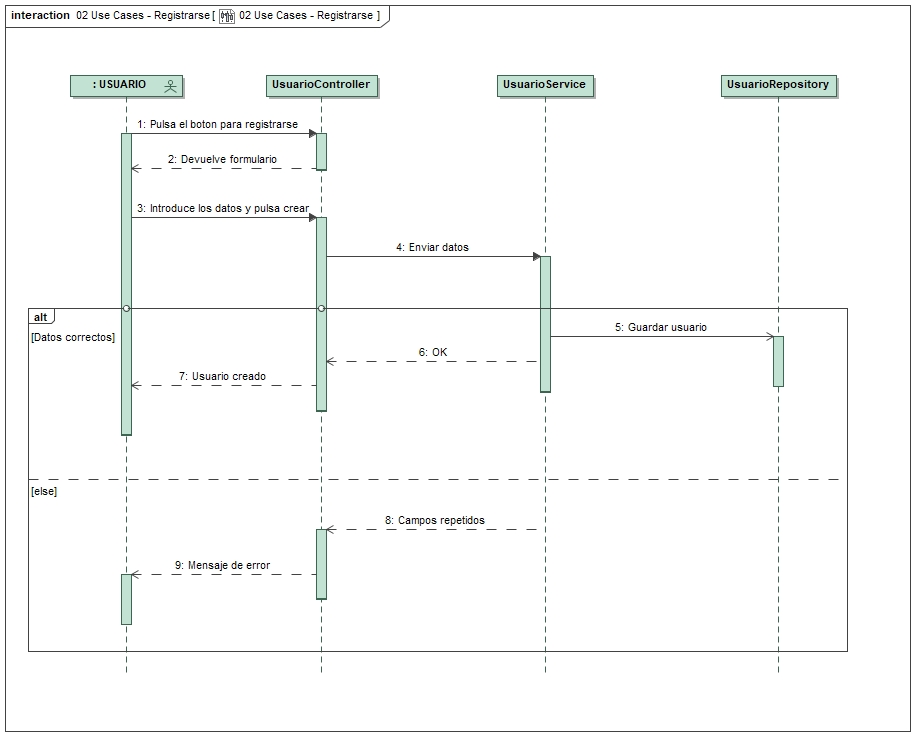 interaction 02 Use Cases - Registrarse [ 02 Use Cases - Registrarse ]
: USUARIO
UsuarioController
UsuarioService
UsuarioRepository
1: Pulsa el boton para registrarse
2: Devuelve formulario
3: Introduce los datos y pulsa crear
4: Enviar datos
alt
[Datos correctos]
5: Guardar usuario
6: OK
7: Usuario creado
[else]
8: Campos repetidos
9: Mensaje de error